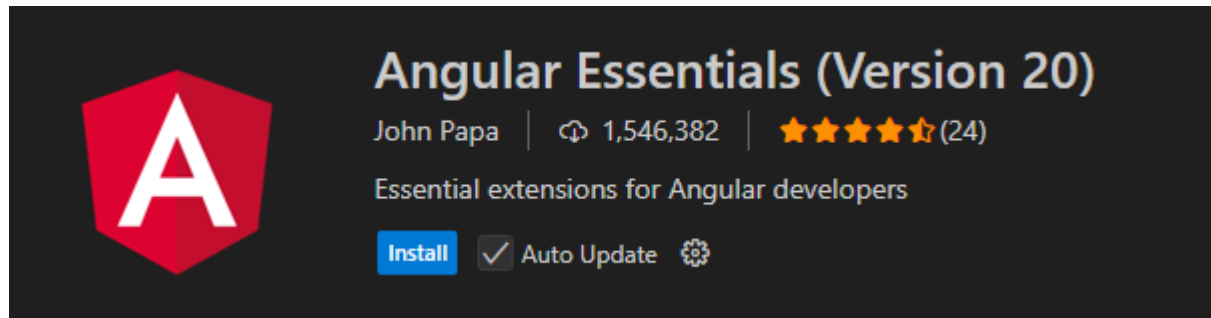 A
Angular Essentials (Version 20)
John Papa 1,546,382 (24)
Essential extensions for Angular developers
Install Auto Update